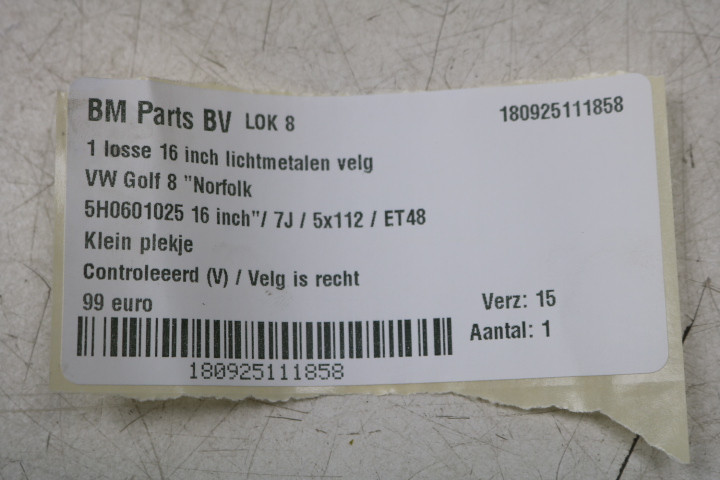 BM Parts BV LOK 8 180925111858
1 losse 16 inch lichtmetalen velg
VW Golf 8 "Norfolk
5H0601025 16 inch"/ 7J / 5x112 / ET48
Klein plekje
Controleeerd (V) / Velg is recht
99 euro Verz: 15
Aantal: 1
180925111858